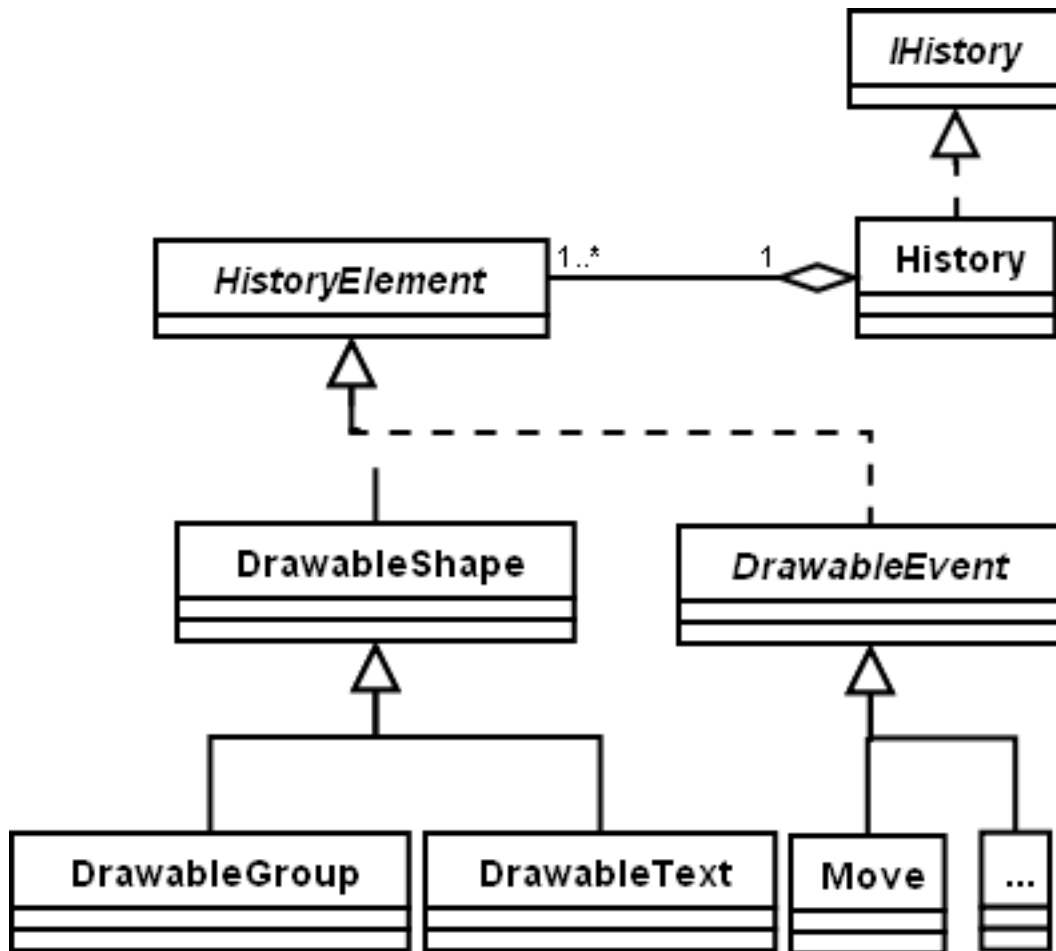 IHistory
History
1..*
1
HistoryElement
DrawableShape
DrawableEvent
DrawableGroup
DrawableText
Move
...